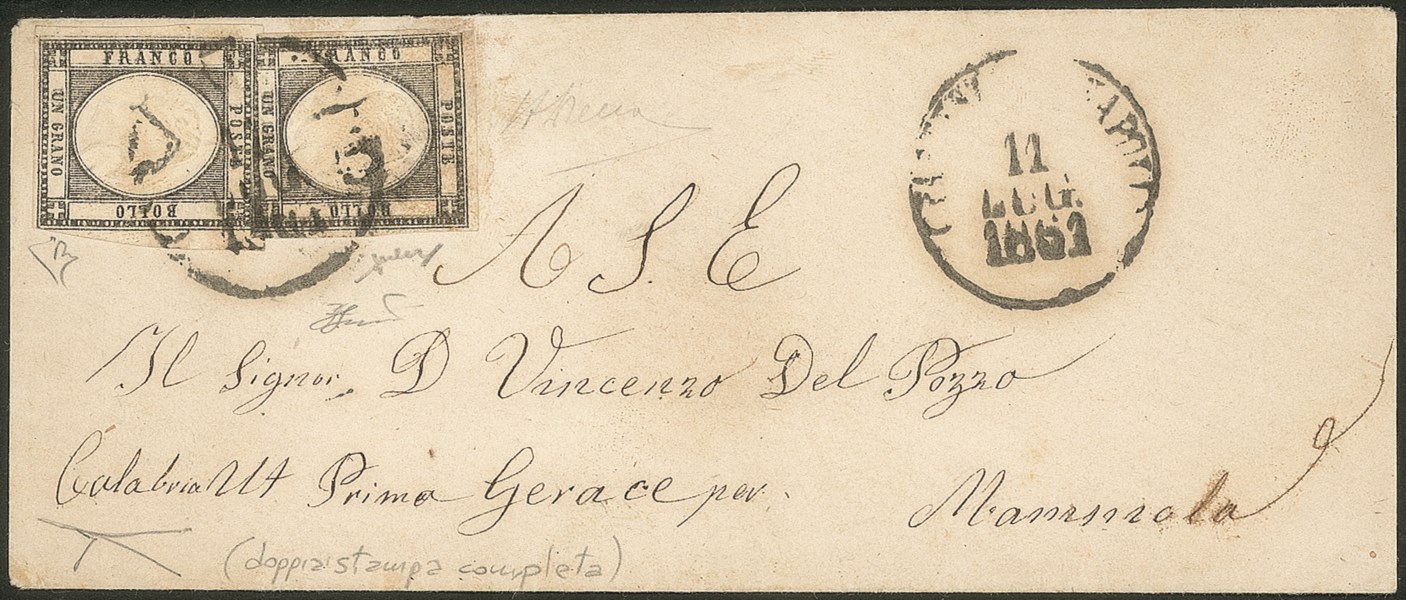 FRANCO
POSTE
BOLLO
UN GRANO
FRANCO
POSTE
BOLLO
UN GRANO
11
LUG.
1861
A S E
Il Signor D Vincenzo Del Pozzo
Calabria Ul Prima Gerace per Mammola
(doppia stampa completa)